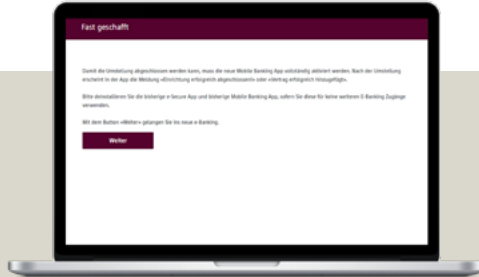 Fast geschafft
Damit die Umstellung abgeschlossen werden kann, muss die neue Mobile Banking App vollständig aktiviert werden. Nach der Umstellung
erscheint in der App die Meldung «Einrichtung erfolgreich abgeschlossen» oder «Vertrag erfolgreich hinzugefügt».
Bitte deinstallieren Sie die bisherige e-Secure App und bisherige Mobile Banking App, sofern Sie diese für keine weiteren E-Banking Zugänge
verwenden.
Mit dem Button «Weiter» gelangen Sie ins neue e-Banking.
Weiter